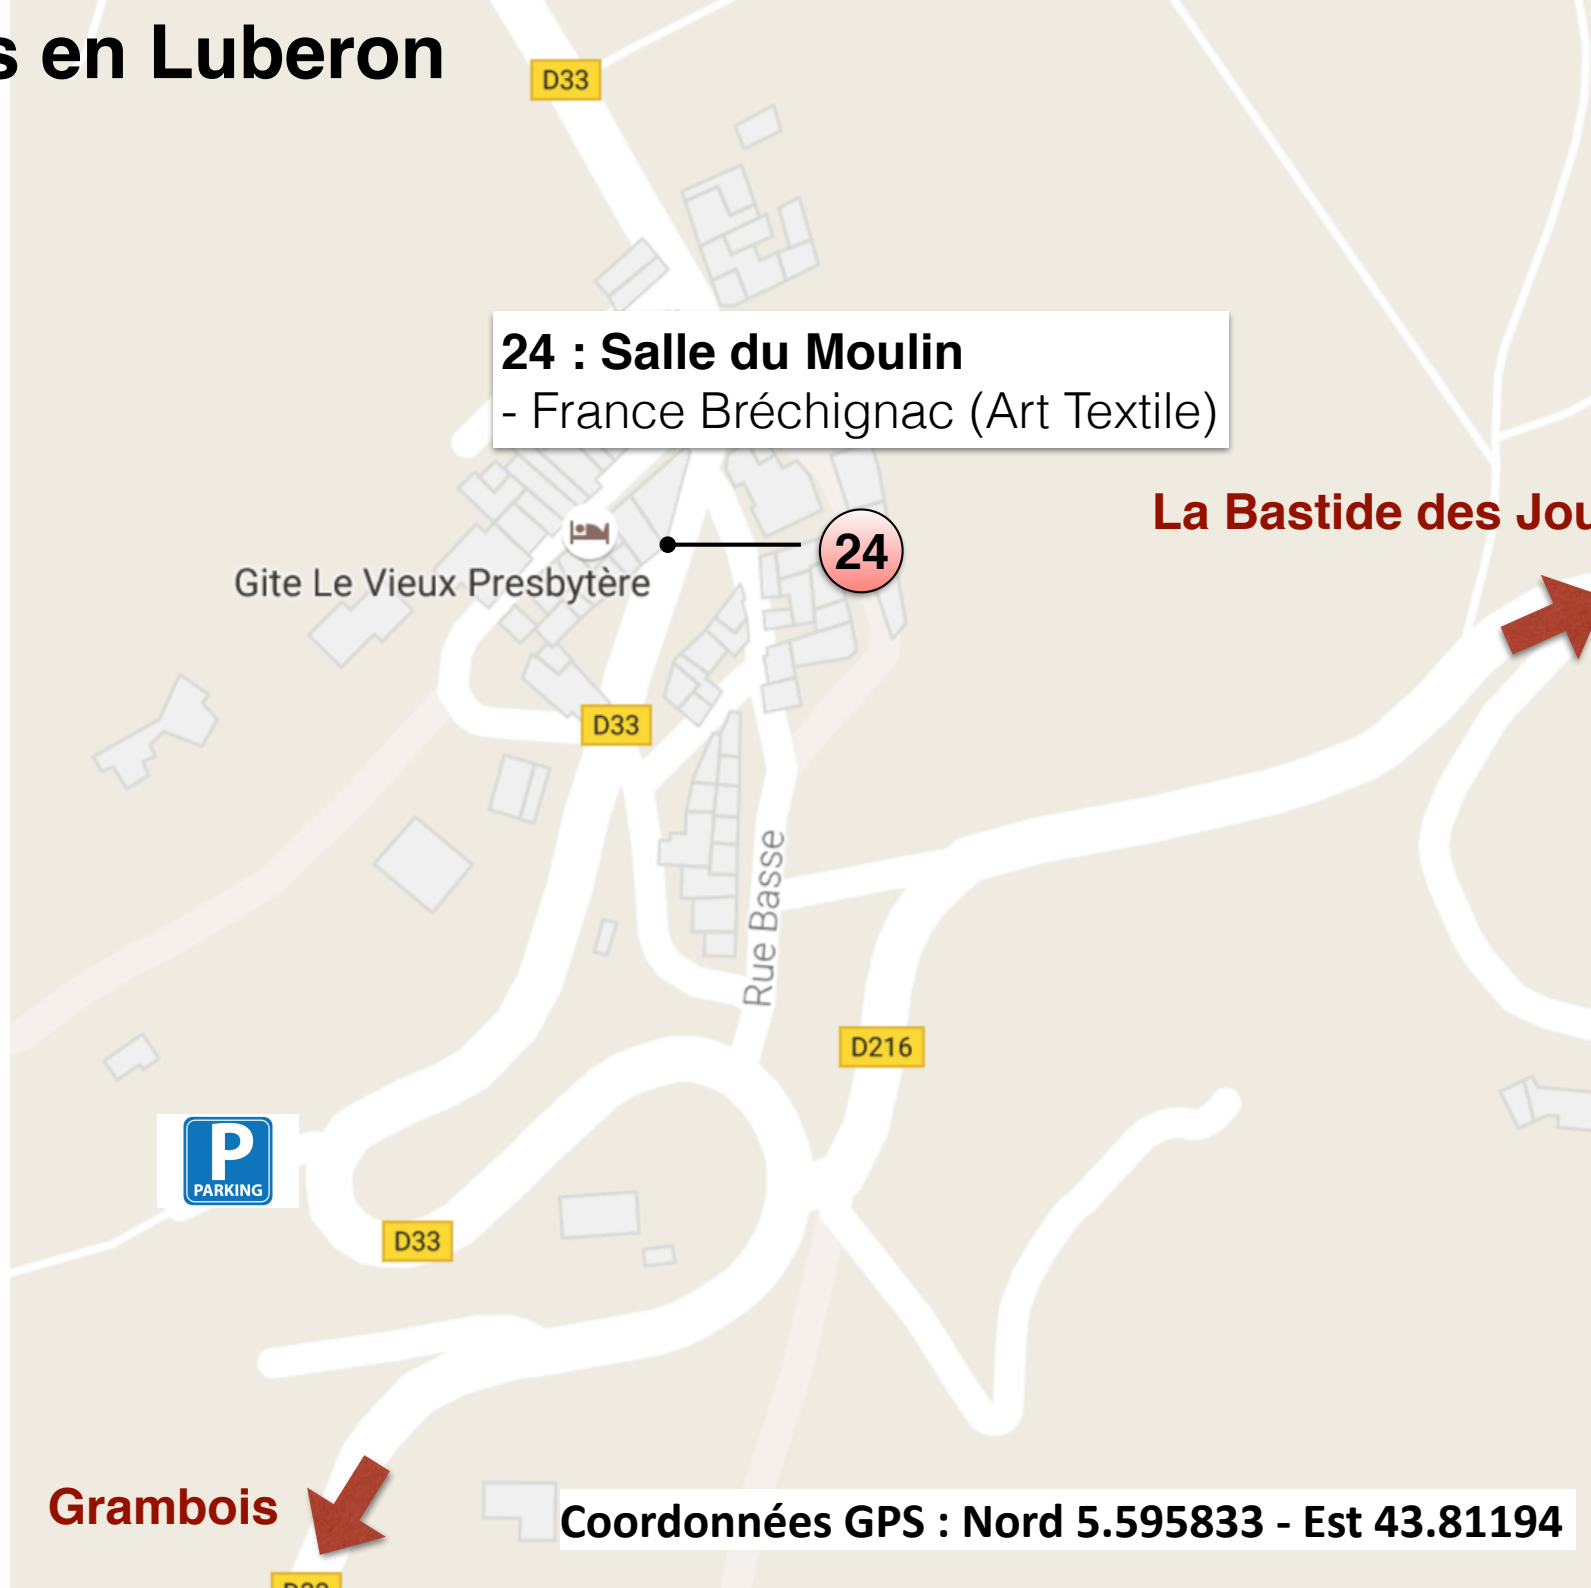 en Luberon
D33
24 : Salle du Moulin
- France Bréchignac (Art Textile)
La Bastide des
24
Gite Le Vieux Presbytère
D33
Rue Basse
D216
P
PARKING
D33
Grambois
Coordonnées GPS : Nord 5.595833 - Est 43.81194